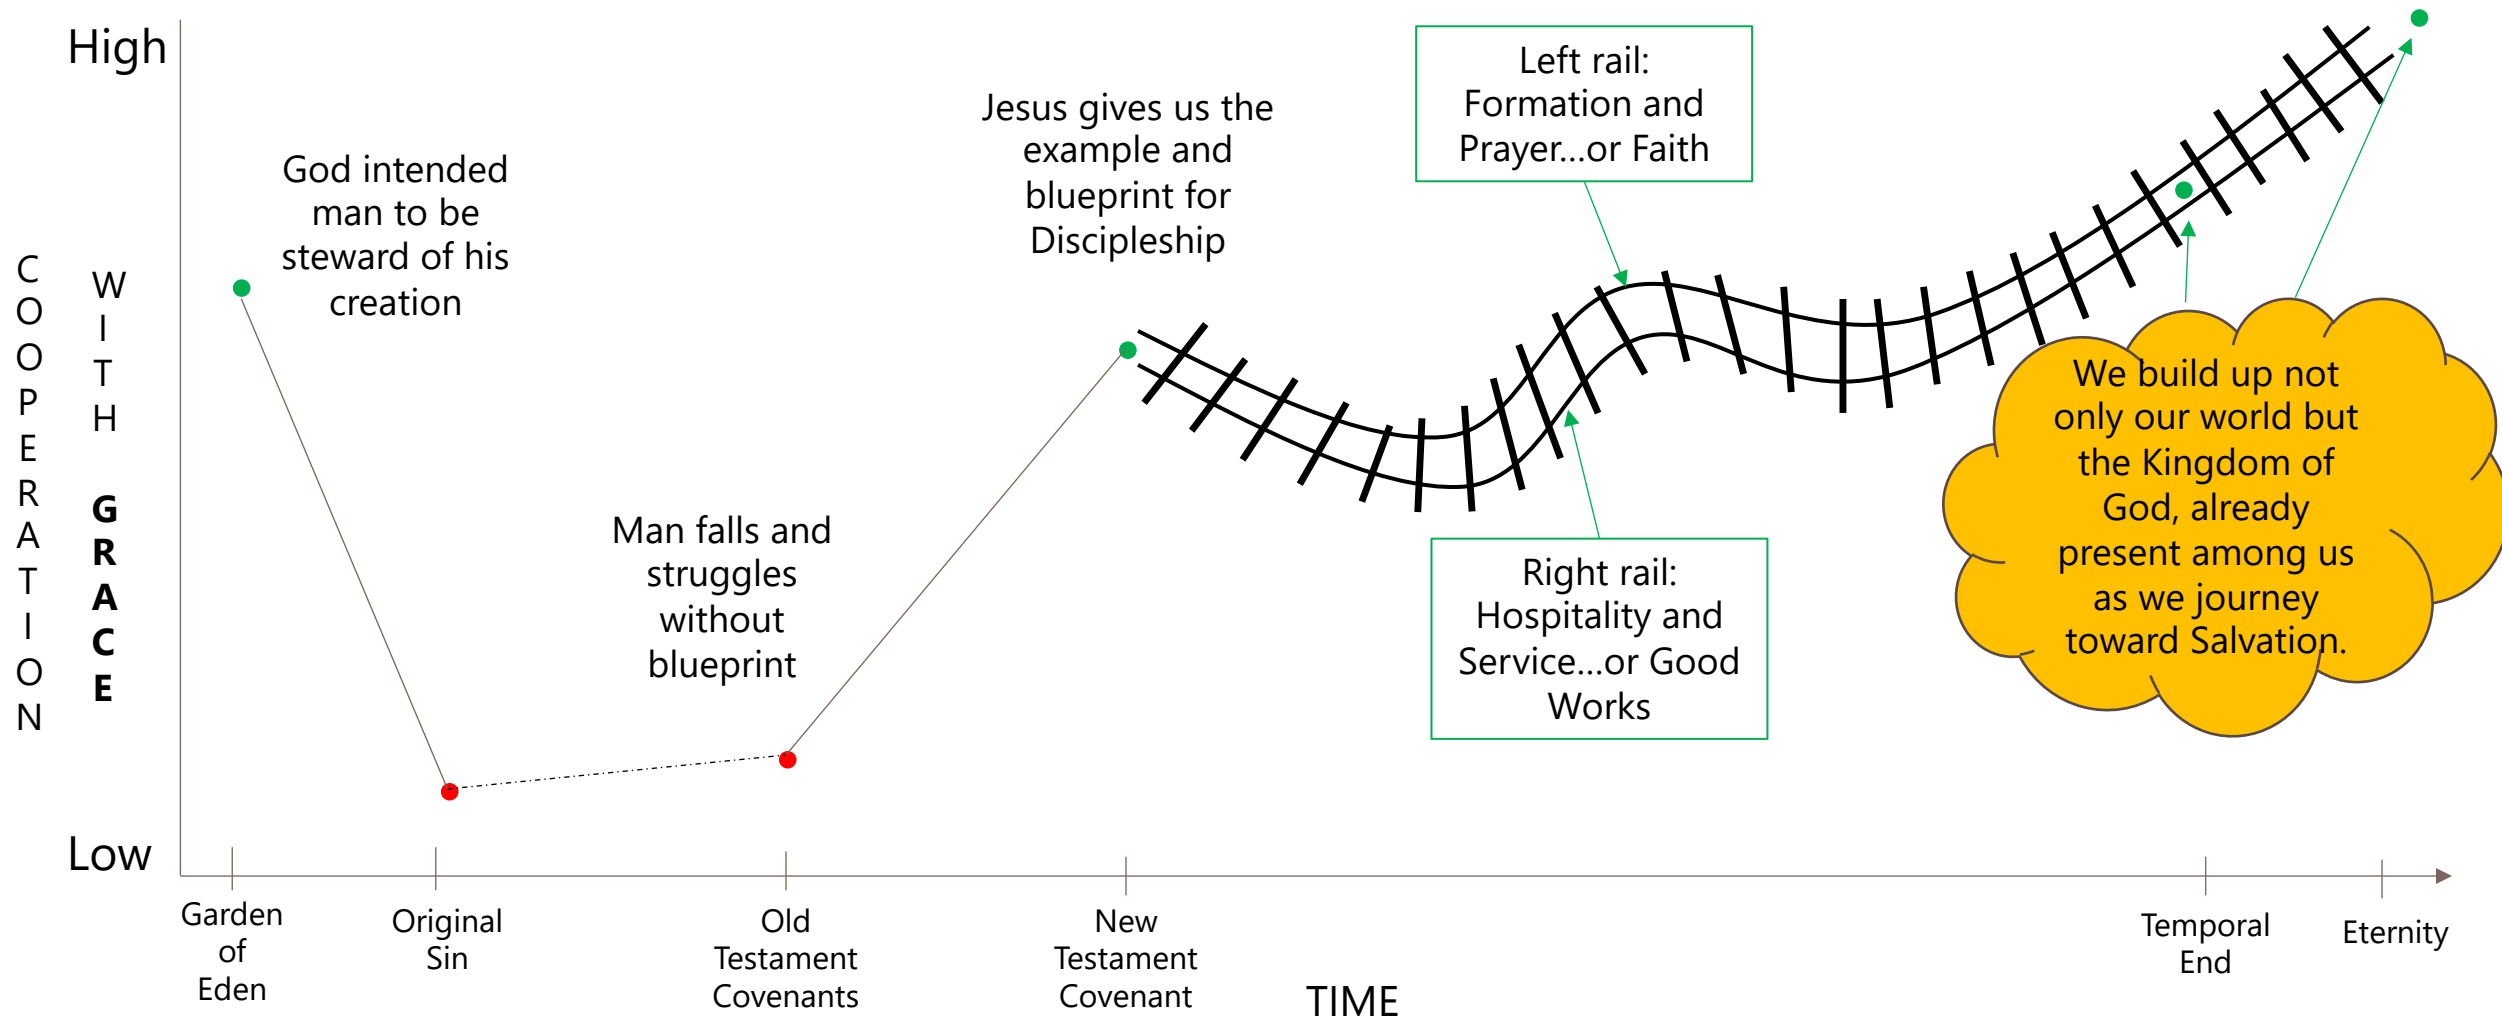 High
COOPERATION
WITH
GRACE
Low
God intended
man to be
steward of his
creation
Man falls and
struggles
without
blueprint
Jesus gives us the
example and
blueprint for
Discipleship
Left rail:
Formation and
Prayer...or Faith
Right rail:
Hospitality and
Service...or Good
Works
We build up not
only our world but
the Kingdom of
God, already
present among us
as we journey
toward Salvation.
Garden
of
Eden
Original
Sin
Old
Testament
Covenants
New
Testament
Covenant
TIME
Temporal
End
Eternity